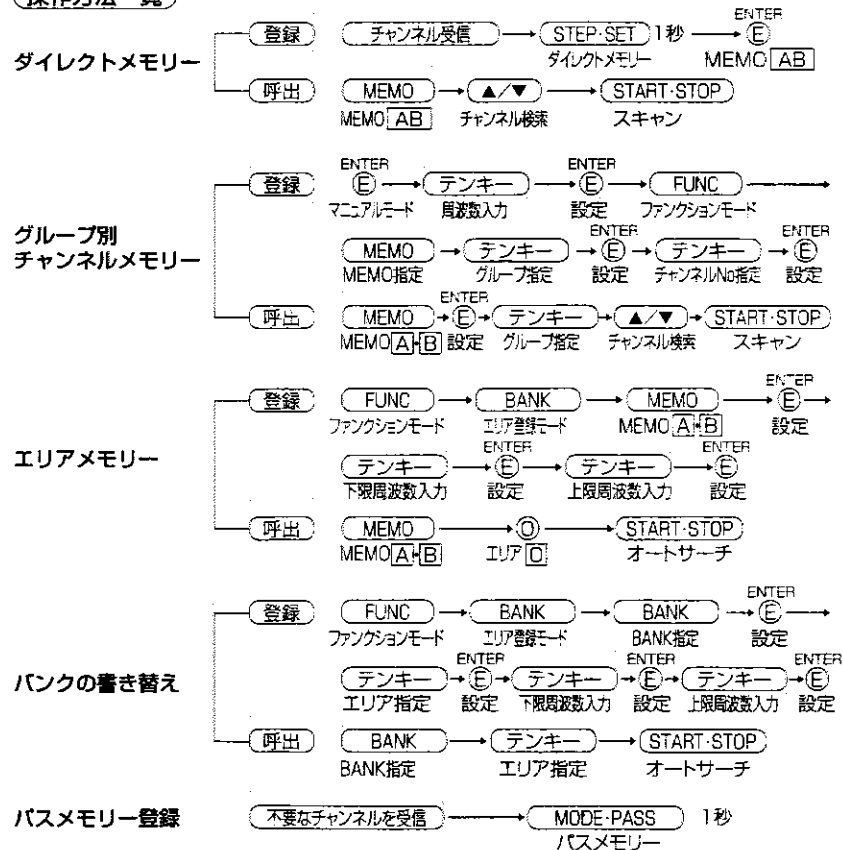 操作方法一覧
ENTER
登録 チャンネル受信 → STEP·SET 1秒 → Ⓔ
ダイレクトメモリー MEMO AB
ダイレクトメモリー
呼出 MEMO → ▲/▼ → START·STOP
MEMO AB チャンネル検索 スキャン
ENTER ENTER
登録 Ⓔ → テンキー → Ⓔ → FUNC →
マニュアルモード 周波数入力 設定 ファンクションモード
グループ別
チャンネルメモリー
ENTER ENTER
MEMO → テンキー → Ⓔ → テンキー → Ⓔ
MEMO指定 グループ指定 設定 チャンネルNo指定 設定
ENTER
呼出 MEMO → Ⓔ → テンキー → ▲/▼ → START·STOP
MEMO A·B 設定 グループ指定 チャンネル検索 スキャン
ENTER
登録 FUNC → BANK → MEMO → Ⓔ →
ファンクションモード エリア登録モード MEMO A·B 設定
エリアメモリー
ENTER ENTER
テンキー → Ⓔ → テンキー → Ⓔ
下限周波数入力 設定 上限周波数入力 設定
呼出 MEMO → ⓪ → START·STOP
MEMO A·B エリア 0 オートサーチ
ENTER
登録 FUNC → BANK → BANK → Ⓔ →
ファンクションモード エリア登録モード BANK指定 設定
バンクの書き替え
ENTER ENTER ENTER
テンキー → Ⓔ → テンキー → Ⓔ → テンキー → Ⓔ
エリア指定 設定 下限周波数入力 設定 上限周波数入力 設定
呼出 BANK → テンキー → START·STOP
BANK指定 エリア指定 オートサーチ
パスメモリー登録 不要なチャンネルを受信 → MODE·PASS 1秒
パスメモリー